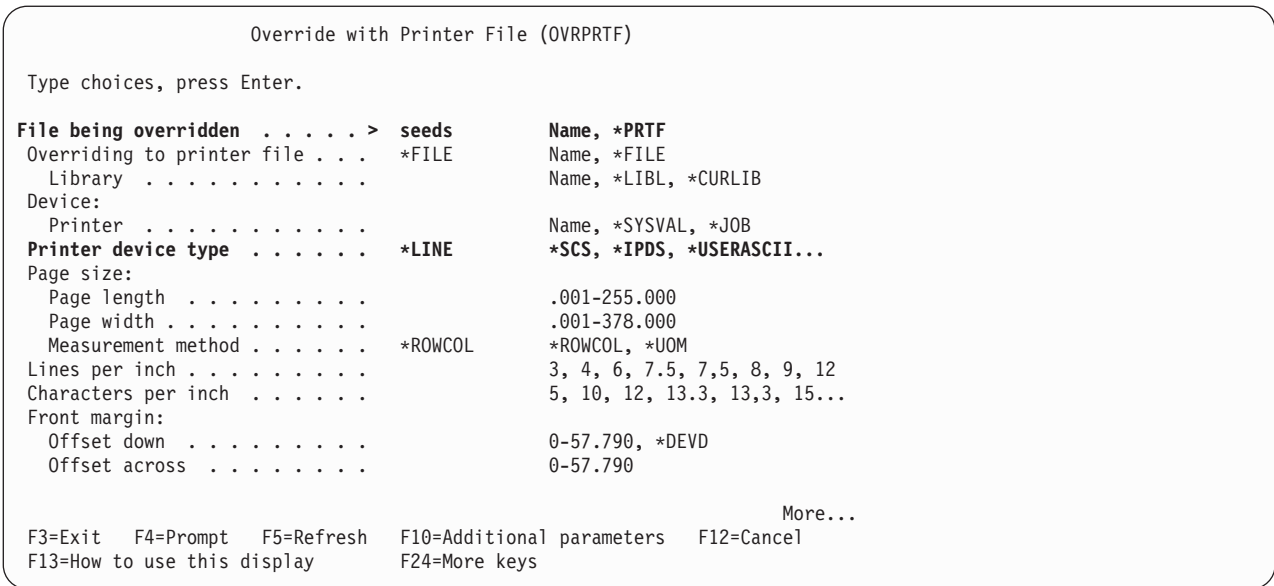 Override with Printer File (OVRPRTF)
Type choices, press Enter.
File being overridden . . . . . > seeds Name, *PRTF
Overriding to printer file . . . *FILE Name, *FILE
Library . . . . . . . . . . . Name, *LIBL, *CURLIB
Device:
Printer . . . . . . . . . . . Name, *SYSVAL, *JOB
Printer device type . . . . . . *LINE *SCS, *IPDS, *USERASCII...
Page size:
Page length . . . . . . . . . .001-255.000
Page width . . . . . . . . . . .001-378.000
Measurement method . . . . . . *ROWCOL *ROWCOL, *UOM
Lines per inch . . . . . . . . . 3, 4, 6, 7.5, 7,5, 8, 9, 12
Characters per inch . . . . . . 5, 10, 12, 13.3, 13,3, 15...
Front margin:
Offset down . . . . . . . . . 0-57.790, *DEVD
Offset across . . . . . . . . 0-57.790
More...
F3=Exit F4=Prompt F5=Refresh F10=Additional parameters F12=Cancel
F13=How to use this display F24=More keys